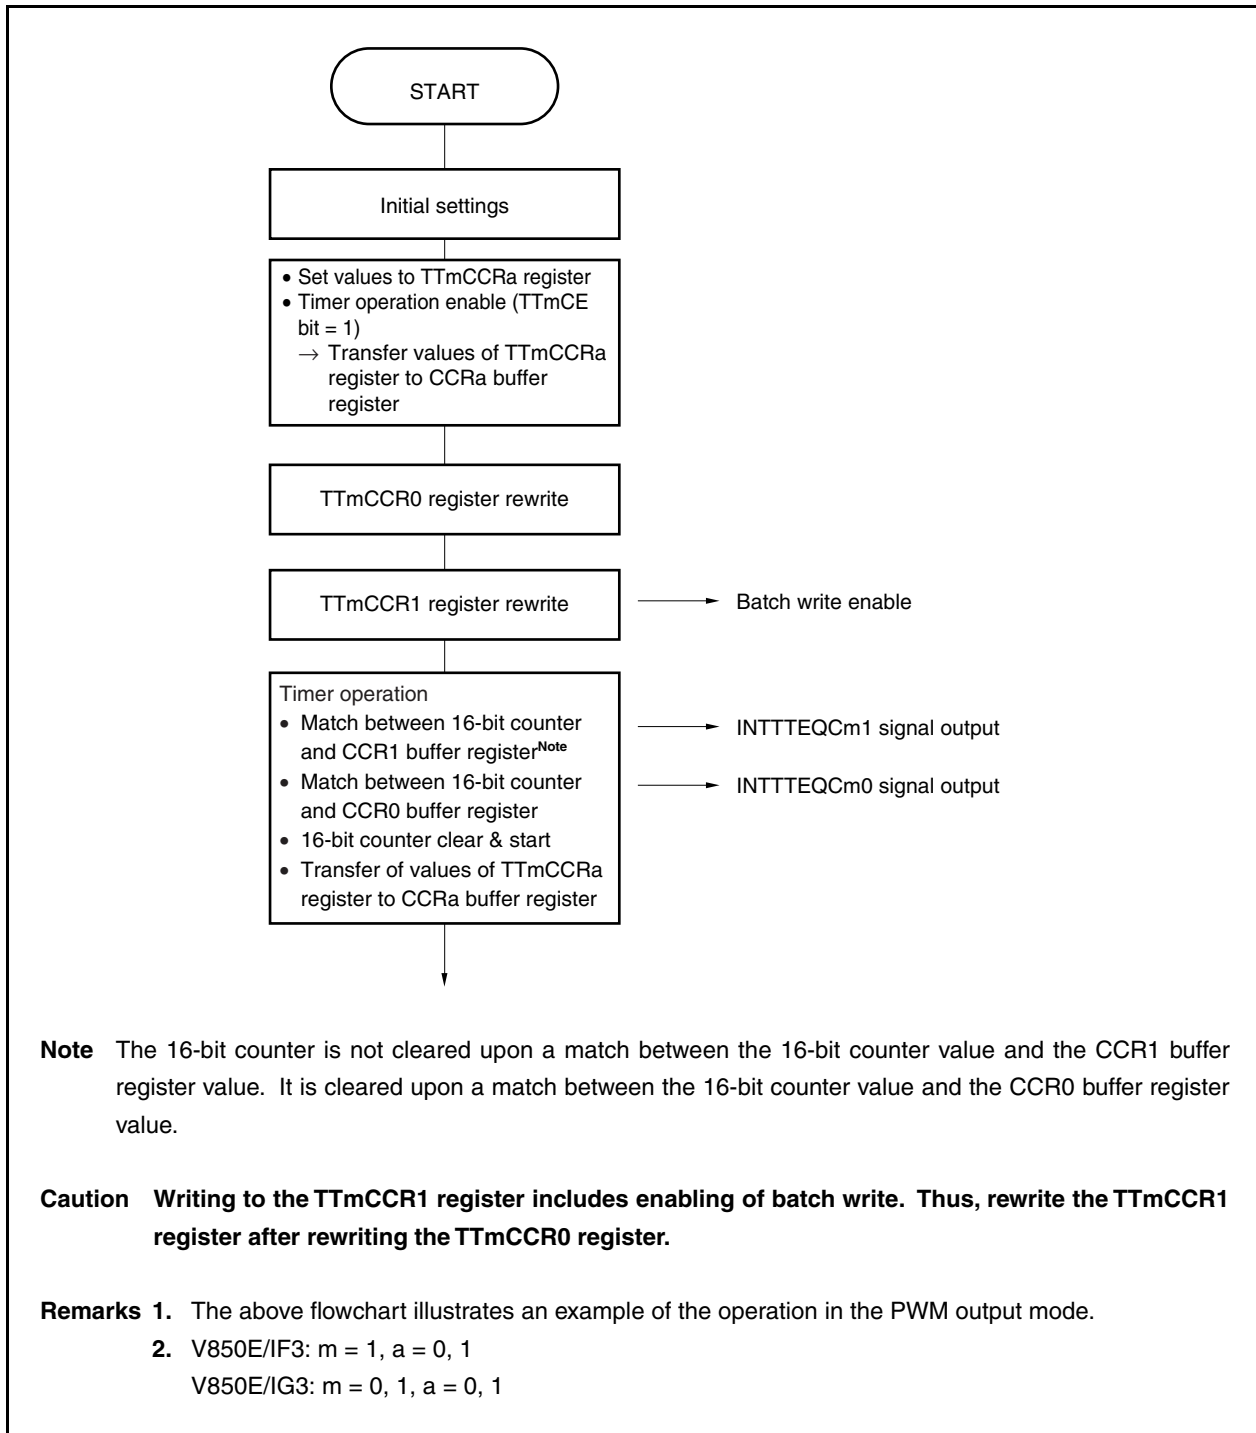 START
Initial settings
• Set values to TTmCCRa register
• Timer operation enable (TTmCE
bit = 1)
→ Transfer values of TTmCCRa
register to CCRa buffer
register
TTmCCR0 register rewrite
TTmCCR1 register rewrite
Batch write enable
Timer operation
• Match between 16-bit counter
and CCR1 buffer registerNote
INTTTEQCm1 signal output
• Match between 16-bit counter
and CCR0 buffer register
INTTTEQCm0 signal output
• 16-bit counter clear & start
• Transfer of values of TTmCCRa
register to CCRa buffer register
Note The 16-bit counter is not cleared upon a match between the 16-bit counter value and the CCR1 buffer
register value. It is cleared upon a match between the 16-bit counter value and the CCR0 buffer register
value.
Caution Writing to the TTmCCR1 register includes enabling of batch write. Thus, rewrite the TTmCCR1
register after rewriting the TTmCCR0 register.
Remarks 1. The above flowchart illustrates an example of the operation in the PWM output mode.
2. V850E/IF3: m = 1, a = 0, 1
V850E/IG3: m = 0, 1, a = 0, 1